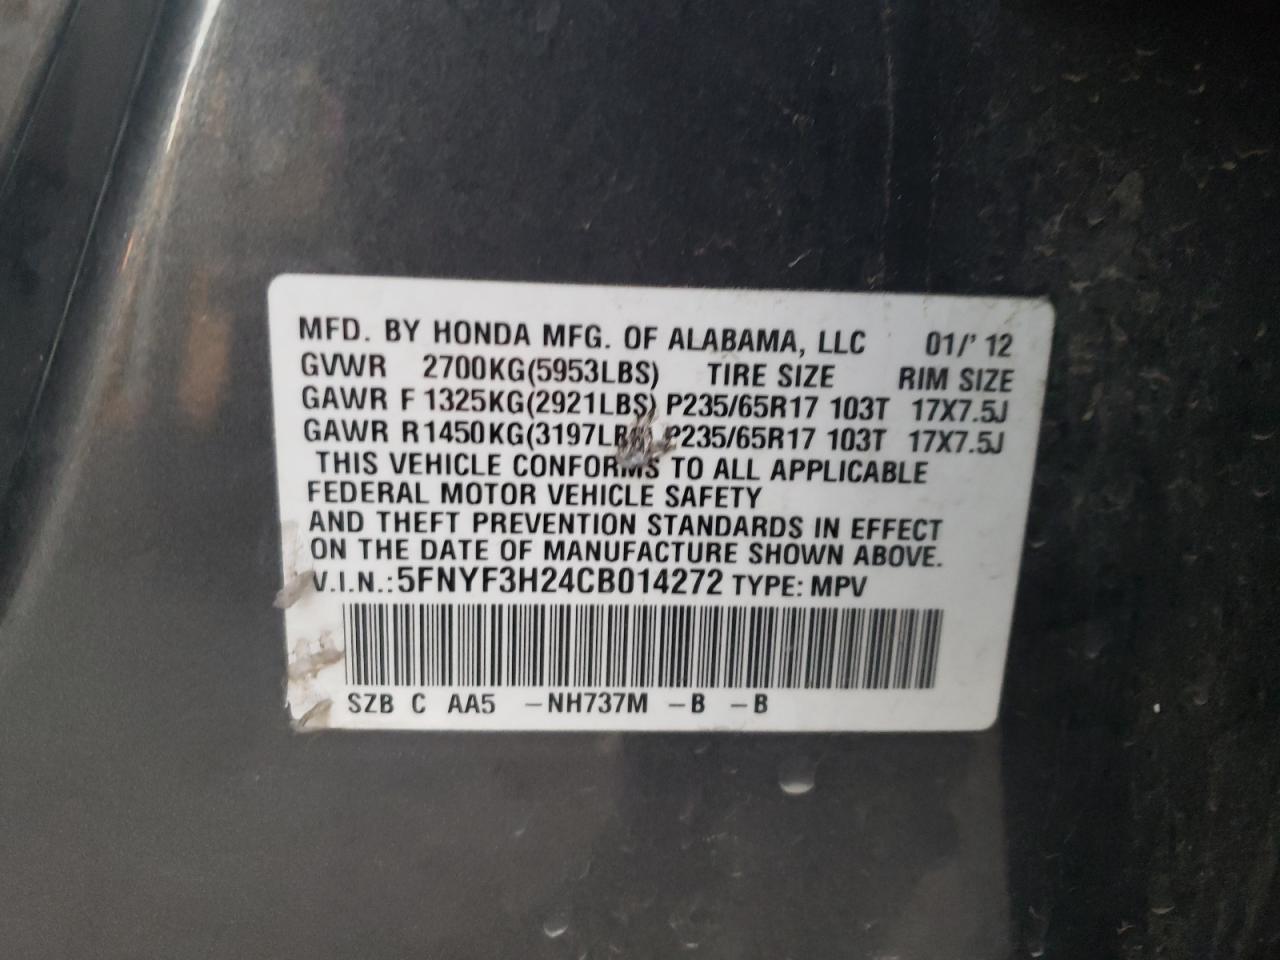 MFD. BY HONDA MFG. OF ALABAMA, LLC 01/' 12
GVWR 2700KG(5953LBS) TIRE SIZE RIM SIZE
GAWR F 1325KG(2921LBS) P235/65R17 103T 17X7.5J
GAWR R1450KG(3197LBS) P235/65R17 103T 17X7.5J
THIS VEHICLE CONFORMS TO ALL APPLICABLE
FEDERAL MOTOR VEHICLE SAFETY
AND THEFT PREVENTION STANDARDS IN EFFECT
ON THE DATE OF MANUFACTURE SHOWN ABOVE.
V.I.N.:5FNYF3H24CB014272 TYPE: MPV
SZB C AA5 -NH737M -B -B